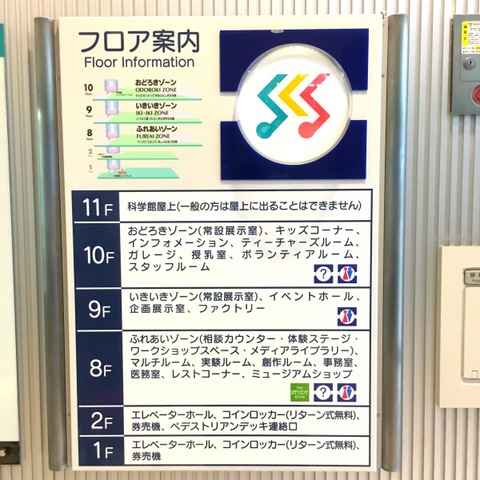 フロア案内
Floor Information
10
おどろきゾーン
ODOROKI ZONE
9
いきいきゾーン
IKI-IKI ZONE
8
ふれあいゾーン
FUREAI ZONE
2
1
11F 科学館屋上(一般の方は屋上に出ることはできません)
10F
おどろきゾーン(常設展示室)、キッズコーナー、
インフォメーション、ティーチャーズルーム、
ガレージ、授乳室、ボランティアルーム、
スタッフルーム
?
9F
いきいきゾーン(常設展示室)、イベントホール、
企画展示室、ファクトリー
8F
ふれあいゾーン(相談カウンター・体験ステージ・
ワークショップスペース・メディアライブラリー)、
マルチルーム、実験ルーム、創作ルーム、事務室、
医務室、レストコーナー、ミュージアムショップ
STUDY
ROOM
?
2F
エレベーターホール、コインロッカー(リターン式無料)、
券売機、ペデストリアンデッキ連絡口
1F
エレベーターホール、コインロッカー(リターン式無料)、
券売機